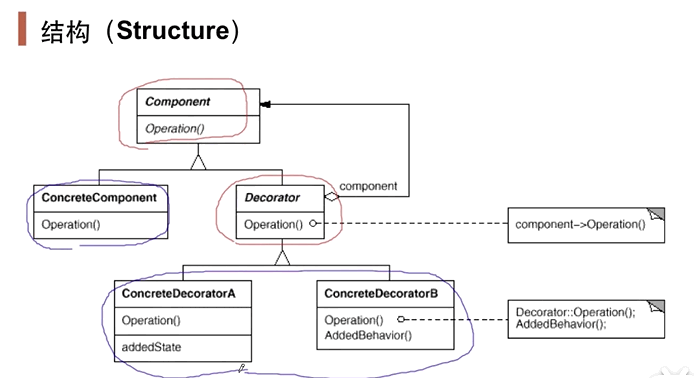 结构（Structure）
Component
Operation()
component
ConcreteComponent
Operation()
Decorator
Operation()
component->Operation()
ConcreteDecoratorA
Operation()
addedState
ConcreteDecoratorB
Operation()
AddedBehavior()
Decorator::Operation();
AddedBehavior();